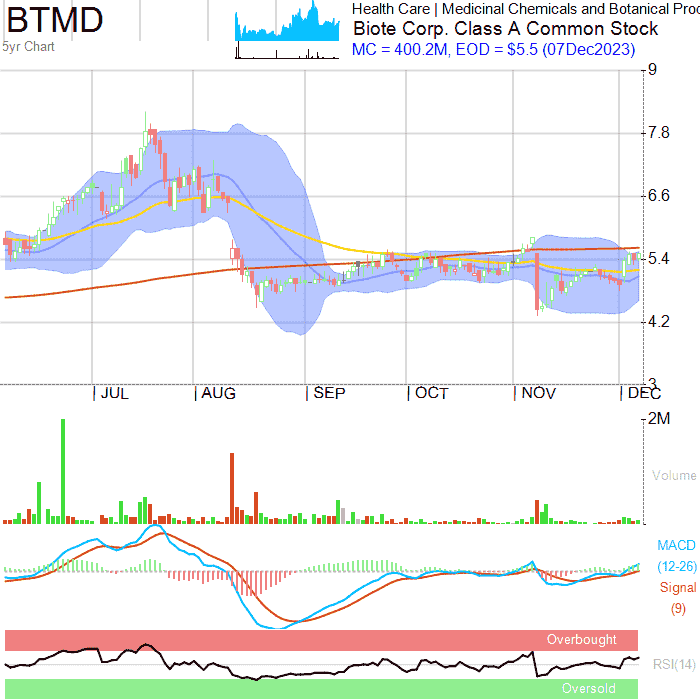 BTMD
5yr Chart
Health Care | Medicinal Chemicals and Botanical Proc
Biote Corp. Class A Common Stock
MC = 400.2M, EOD = $5.5 (07Dec2023)
9
7.8
6.6
5.4
4.2
3
JUL AUG SEP OCT NOV DEC
2M
Volume
MACD
(12-26)
Signal
(9)
Overbought
RSI(14)
Oversold